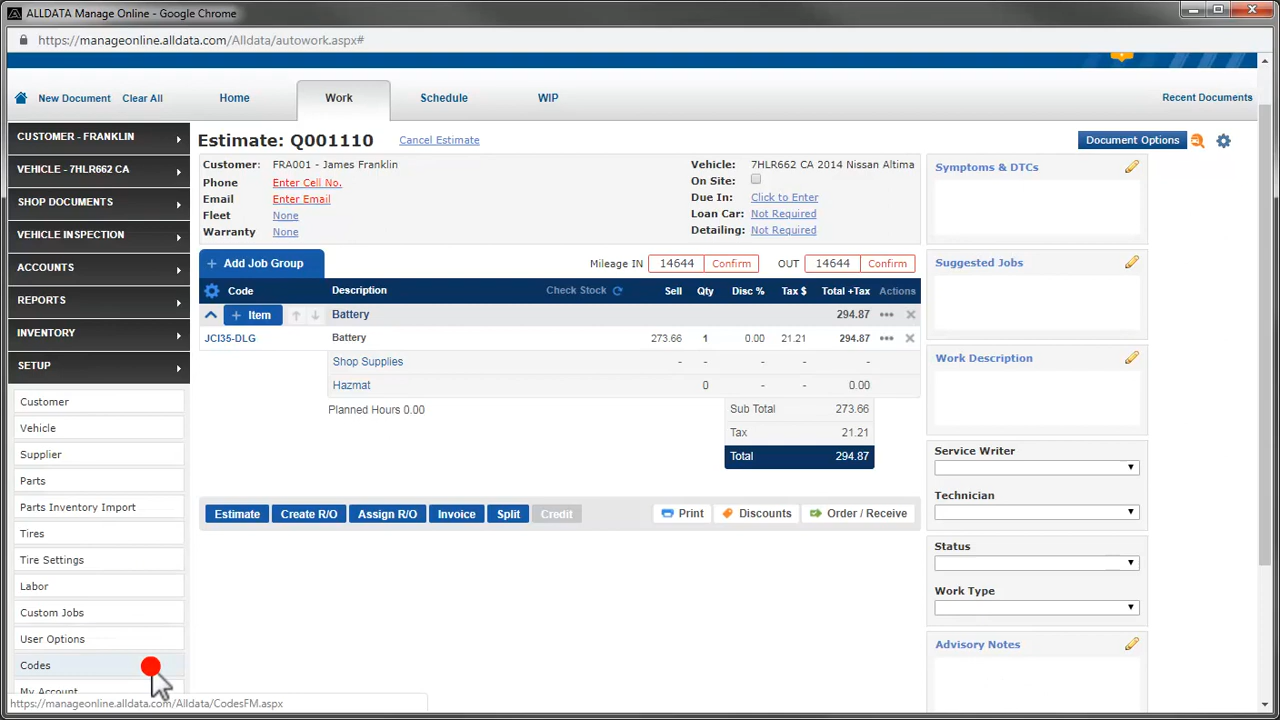 ALLDATA Manage Online - Google Chrome
https://manageonline.alldata.com/Alldata/autowork.aspx#
New Document Clear All Home Work Schedule WIP Recent Documents
CUSTOMER - FRANKLIN
VEHICLE - 7HLR662 CA
SHOP DOCUMENTS
VEHICLE INSPECTION
ACCOUNTS
REPORTS
INVENTORY
SETUP
Customer
Vehicle
Supplier
Parts
Parts Inventory Import
Tires
Tire Settings
Labor
Custom Jobs
User Options
Codes
My Account
https://manageonline.alldata.com/Alldata/CodesFM.aspx
Estimate: Q001110 Cancel Estimate Document Options
Customer: FRA001 - James Franklin
Phone Enter Cell No.
Email Enter Email
Fleet None
Warranty None
Vehicle: 7HLR662 CA 2014 Nissan Altima
On Site:
Due In: Click to Enter
Loan Car: Not Required
Detailing: Not Required
+ Add Job Group Mileage IN 14644 Confirm OUT 14644 Confirm
Code Description Check Stock Sell Qty Disc % Tax $ Total +Tax Actions
+ Item Battery 294.87
JCI35-DLG Battery 273.66 1 0.00 21.21 294.87
Shop Supplies - - - -
Hazmat 0 - - 0.00
Planned Hours 0.00
Sub Total 273.66
Tax 21.21
Total 294.87
Estimate Create R/O Assign R/O Invoice Split Credit Print Discounts Order / Receive
Symptoms & DTCs
Suggested Jobs
Work Description
Service Writer
Technician
Status
Work Type
Advisory Notes